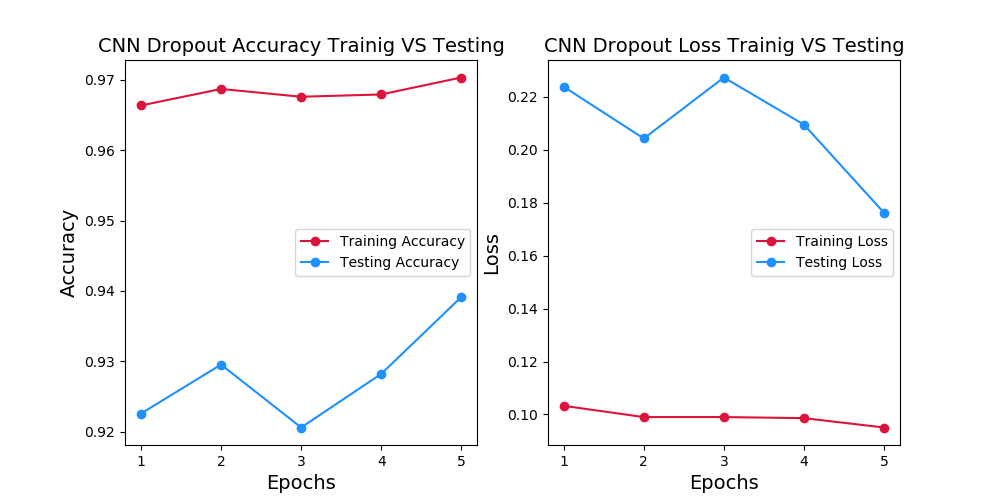 CNN Dropout Accuracy Trainig VS Testing
0.97
0.96
0.95
0.94
0.93
0.92
Accuracy
Training Accuracy
Testing Accuracy
1 2 3 4 5
Epochs
CNN Dropout Loss Trainig VS Testing
0.22
0.20
0.18
0.16
0.14
0.12
0.10
Loss
Training Loss
Testing Loss
1 2 3 4 5
Epochs